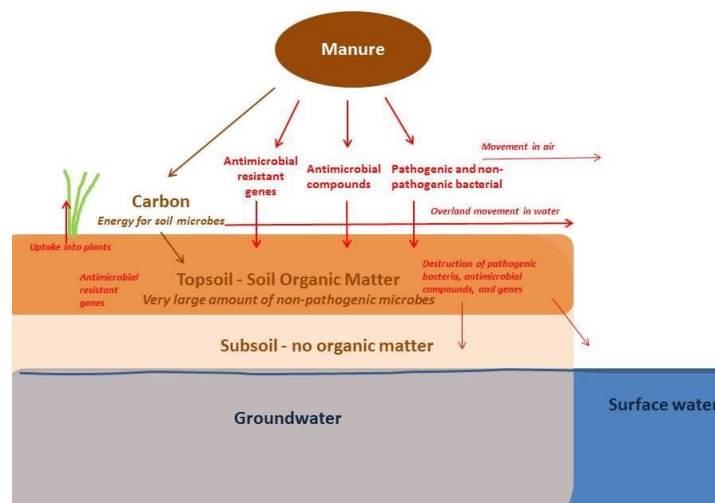 Manure
Movement in air
Antimicrobial
resistant
genes
Antimicrobial
compounds
Pathogenic and non-
pathogenic bacterial
Carbon
Energy for soil microbes
Overland movement in water
Uptake into plants
Antimicrobial
resistant
genes
Topsoil - Soil Organic Matter
Very large amount of non-pathogenic microbes
Destruction of pathogenic
bacteria, antimicrobial
compounds, and genes
Subsoil - no organic matter
Groundwater
Surface water